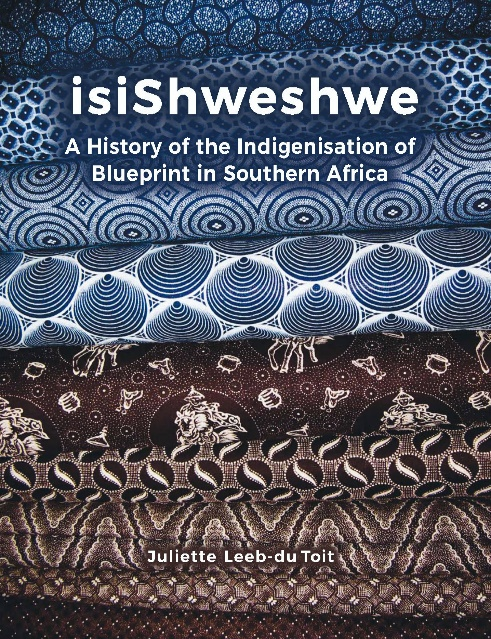 isiShweshwe
A History of the Indigenisation of
Blueprint in Southern Africa
Juliette Leeb-du Toit